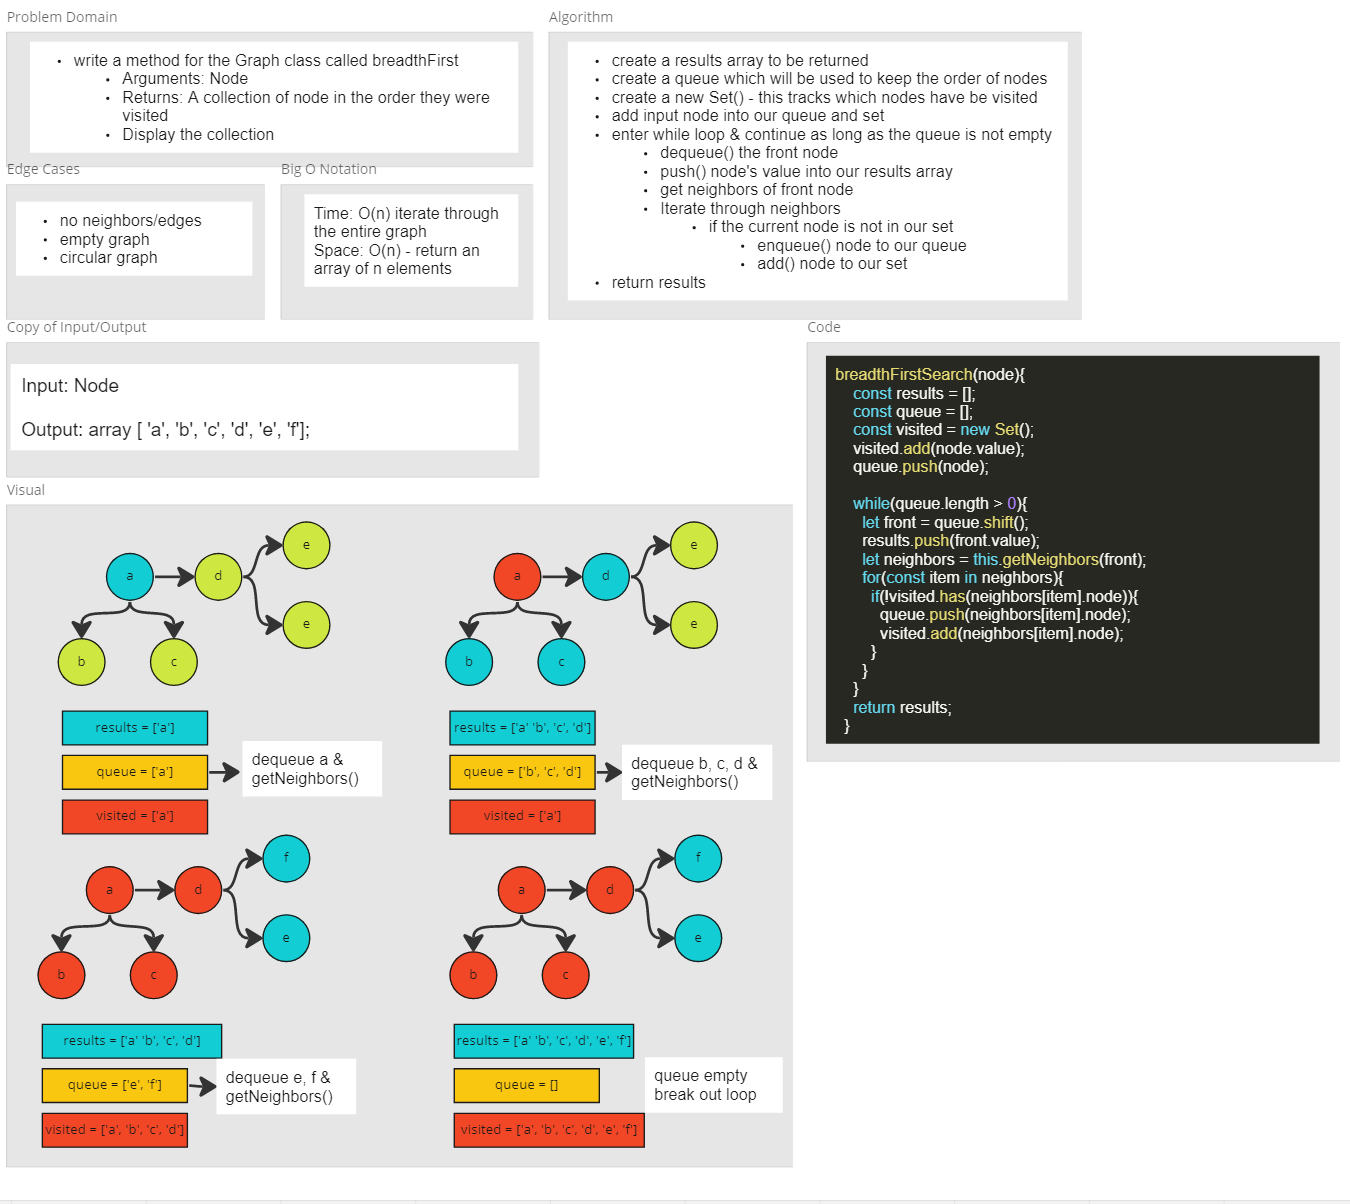 Problem Domain
• write a method for the Graph class called breadthFirst
• Arguments: Node
• Returns: A collection of node in the order they were
visited
• Display the collection
Algorithm
• create a results array to be returned
• create a queue which will be used to keep the order of nodes
• create a new Set() - this tracks which nodes have be visited
• add input node into our queue and set
• enter while loop & continue as long as the queue is not empty
• dequeue() the front node
• push() node's value into our results array
• get neighbors of front node
• Iterate through neighbors
• if the current node is not in our set
• enqueue() node to our queue
• add() node to our set
• return results
Edge Cases
• no neighbors/edges
• empty graph
• circular graph
Big O Notation
Time: O(n) iterate through
the entire graph
Space: O(n) - return an
array of n elements
Copy of Input/Output
Input: Node
Output: array [ 'a', 'b', 'c', 'd', 'e', 'f'];
Code
breadthFirstSearch(node){
const results = [];
const queue = [];
const visited = new Set();
visited.add(node.value);
queue.push(node);
while(queue.length > 0){
let front = queue.shift();
results.push(front.value);
let neighbors = this.getNeighbors(front);
for(const item in neighbors){
if(!visited.has(neighbors[item].node)){
queue.push(neighbors[item].node);
visited.add(neighbors[item].node);
}
}
}
return results;
}
Visual
e
a
d
e
b
c
results = ['a']
queue = ['a']
visited = ['a']
dequeue a &
getNeighbors()
e
a
d
e
b
c
results = ['a' 'b', 'c', 'd']
queue = ['b', 'c', 'd']
visited = ['a']
dequeue b, c, d &
getNeighbors()
f
a
d
e
b
c
results = ['a' 'b', 'c', 'd']
queue = ['e', 'f']
visited = ['a', 'b', 'c', 'd']
dequeue e, f &
getNeighbors()
f
a
d
e
b
c
results = ['a' 'b', 'c', 'd', 'e', 'f']
queue = []
visited = ['a', 'b', 'c', 'd', 'e', 'f']
queue empty
break out loop